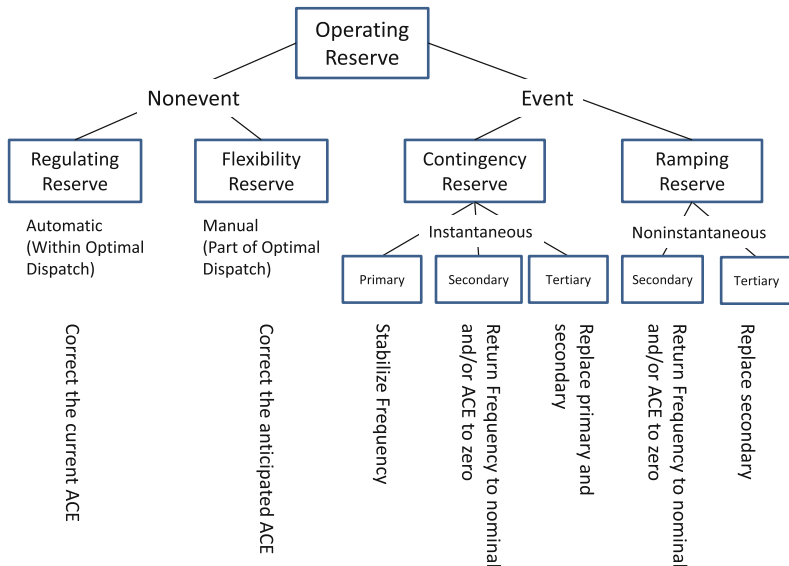 Operating
Reserve
Nonevent
Event
Regulating
Reserve
Flexibility
Reserve
Contingency
Reserve
Ramping
Reserve
Automatic
(Within Optimal
Dispatch)
Manual
(Part of Optimal
Dispatch)
Instantaneous
Noninstantaneous
Primary
Secondary
Tertiary
Secondary
Tertiary
Correct the current ACE
Correct the anticipated ACE
Stabilize Frequency
Return Frequency to nominal
and/or ACE to zero
Replace primary and
secondary
Return Frequency to nominal
and/or ACE to zero
Replace secondary